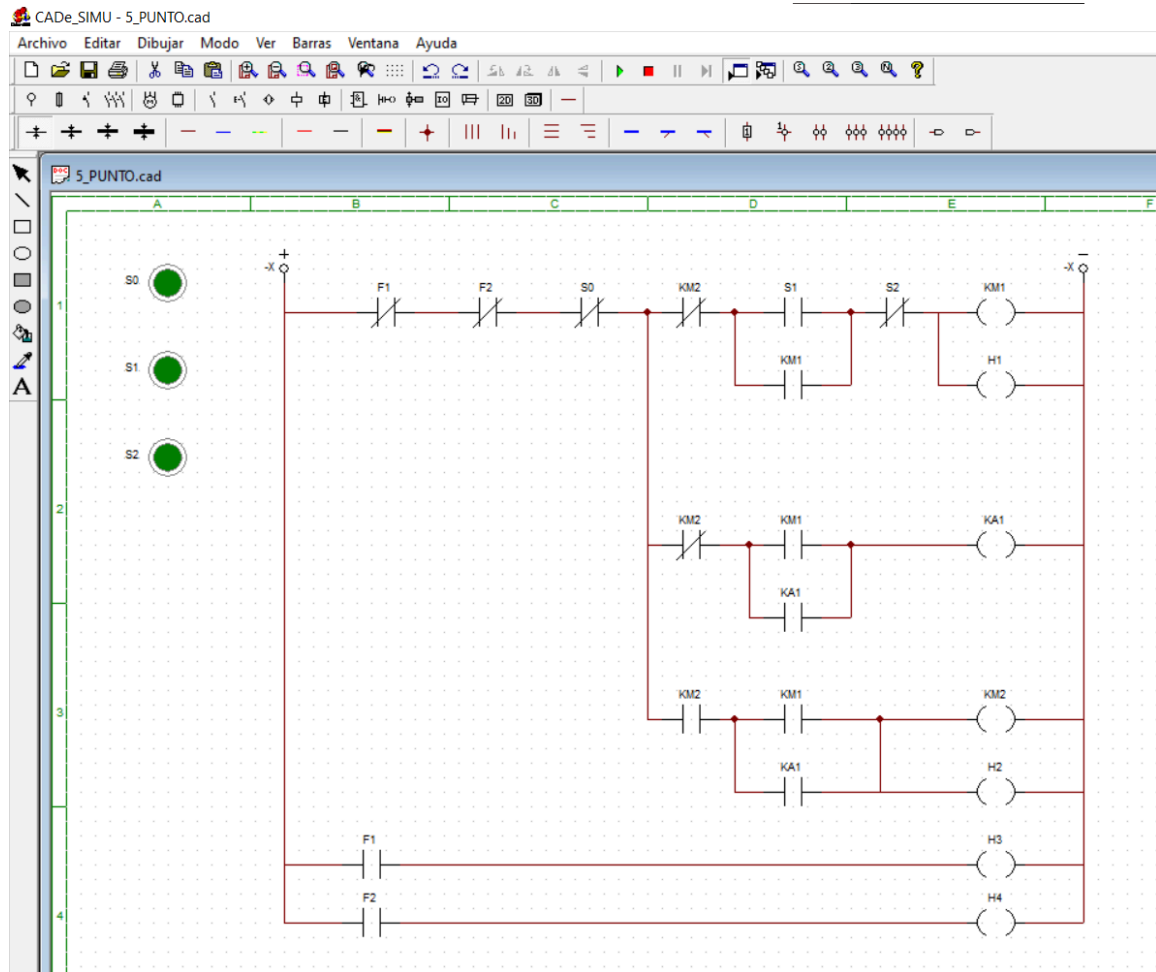 CADe_SIMU - 5_PUNTO.cad
Archivo Editar Dibujar Modo Ver Barras Ventana Ayuda
5_PUNTO.cad
A B C D E F
1
2
3
4
S0
S1
S2
+ -
-X -X
F1 F2 S0 KM2 S1 S2 KM1
KM1 H1
KM2 KM1 KA1
KA1
KM2 KM1 KM2
KA1 H2
F1 H3
F2 H4